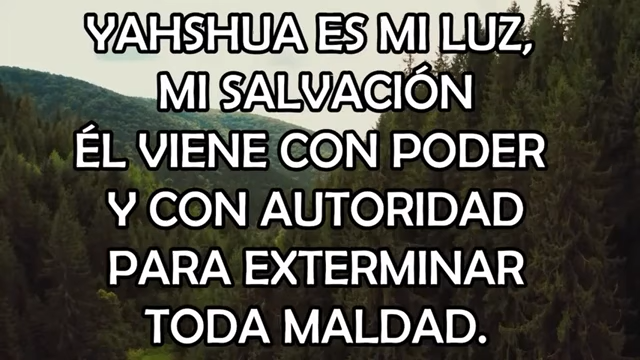 YAHSHUA ES MI LUZ,
MI SALVACIÓN
ÉL VIENE CON PODER
Y CON AUTORIDAD
PARA EXTERMINAR
TODA MALDAD.